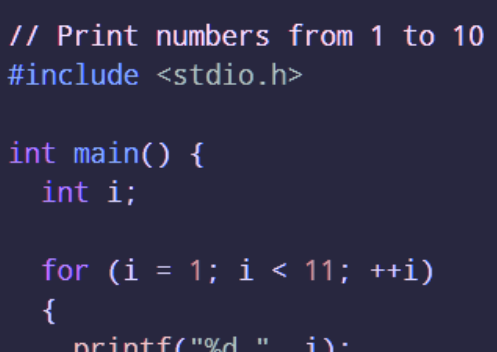 // Print numbers from 1 to 10
#include <stdio.h>

int main() {
  int i;

  for (i = 1; i < 11; ++i)
  {
    printf("%d ", i);